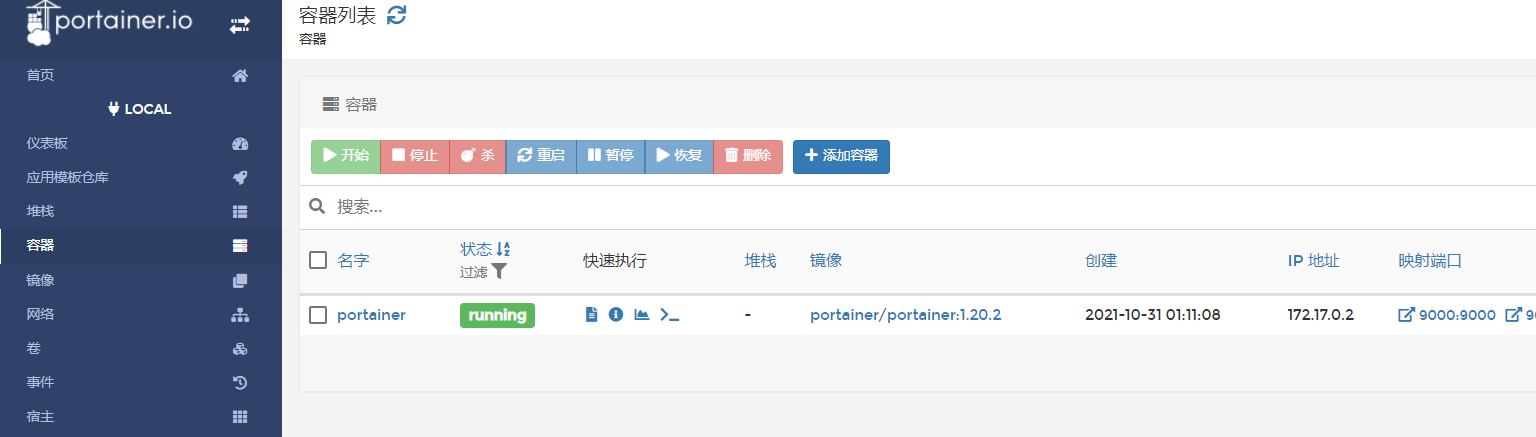 portainer.io
容器列表
容器
首页
LOCAL
仪表板
应用模板仓库
堆栈
容器
镜像
网络
卷
事件
宿主
容器
开始 停止 杀 重启 暂停 恢复 删除 添加容器
搜索...
名字 状态 过滤 快速执行 堆栈 镜像 创建 IP 地址 映射端口
portainer running - portainer/portainer:1.20.2 2021-10-31 01:11:08 172.17.0.2 9000:9000